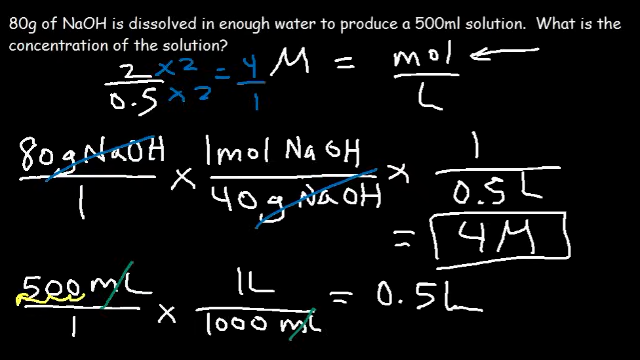 80g of NaOH is dissolved in enough water to produce a 500ml solution. What is the
concentration of the solution?
2/0.5 ×2/×2 = 4/1 M = mol/L ←
80g NaOH/1 × 1mol NaOH/40g NaOH × 1/0.5L
= 4M
500mL/1 × 1L/1000 mL = 0.5L